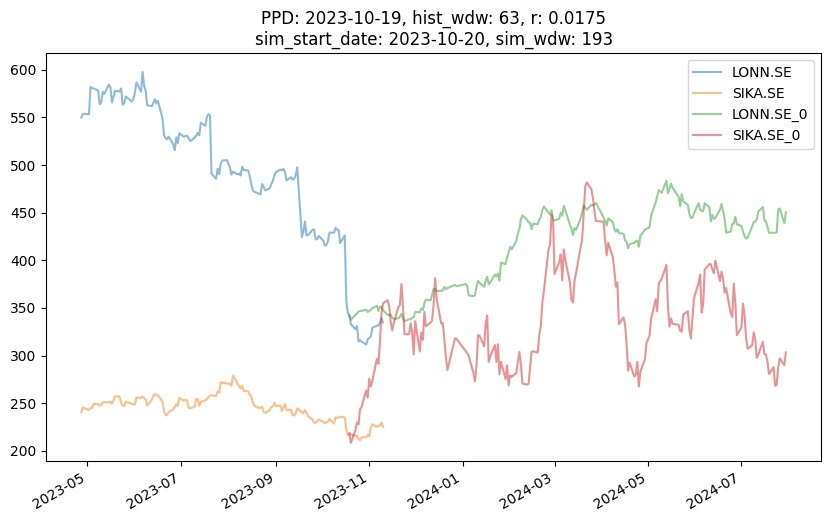 PPD: 2023-10-19, hist_wdw: 63, r: 0.0175
sim_start_date: 2023-10-20, sim_wdw: 193
LONN.SE
SIKA.SE
LONN.SE_0
SIKA.SE_0
600
550
500
450
400
350
300
250
200
2023-05
2023-07
2023-09
2023-11
2024-01
2024-03
2024-05
2024-07